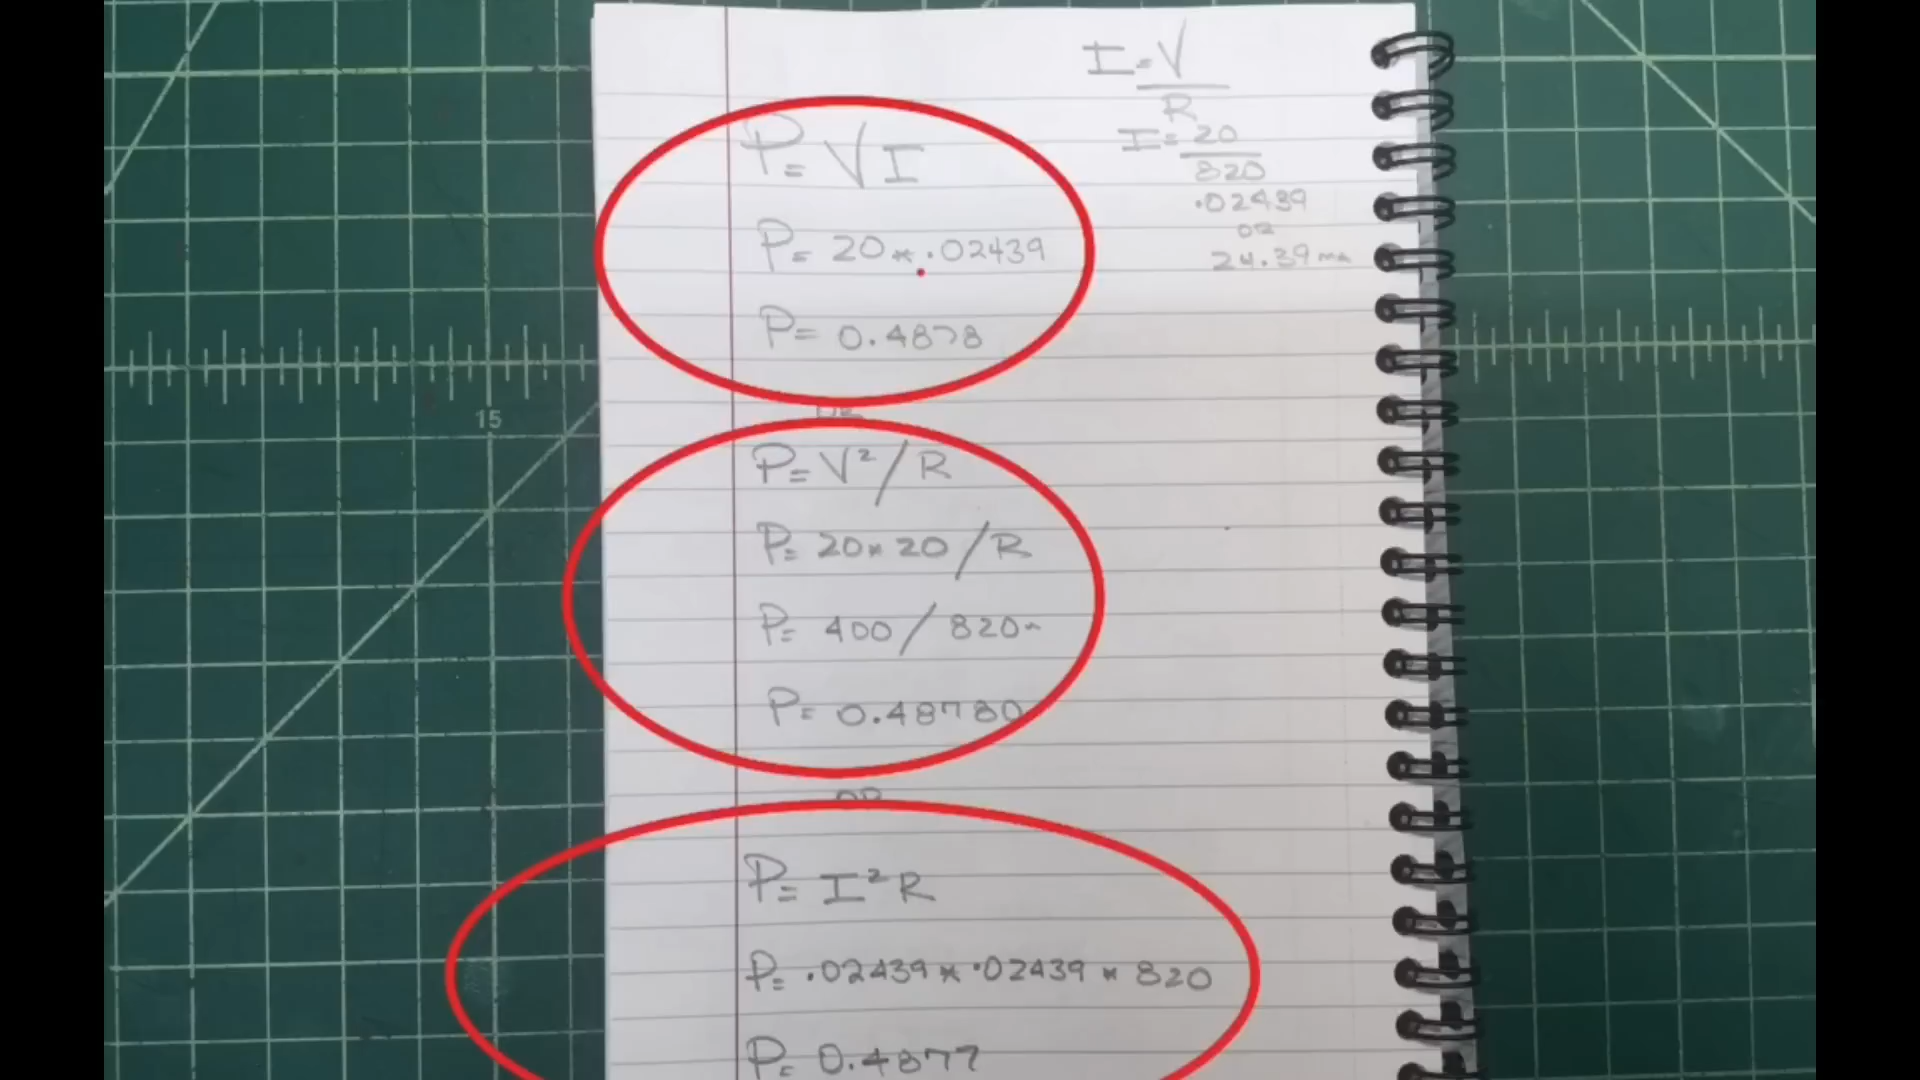 I=V
R
I=20
820
.02439
OR
24.39ma
P=VI
P=20*.02439
P=0.4878
OR
P=V²/R
P=20*20/R
P=400/820Ω
P=0.48780
OR
P=I²R
P=.02439*.02439*820
P=0.4877
15